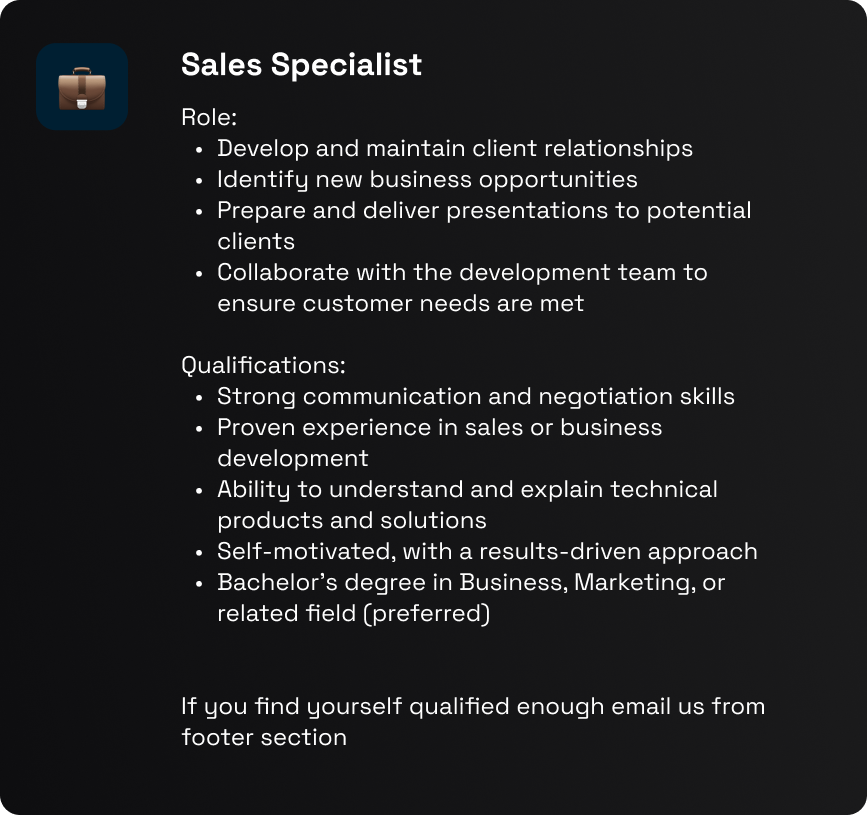 Sales Specialist
Role:
• Develop and maintain client relationships
• Identify new business opportunities
• Prepare and deliver presentations to potential
clients
• Collaborate with the development team to
ensure customer needs are met
Qualifications:
• Strong communication and negotiation skills
• Proven experience in sales or business
development
• Ability to understand and explain technical
products and solutions
• Self-motivated, with a results-driven approach
• Bachelor's degree in Business, Marketing, or
related field (preferred)
If you find yourself qualified enough email us from
footer section